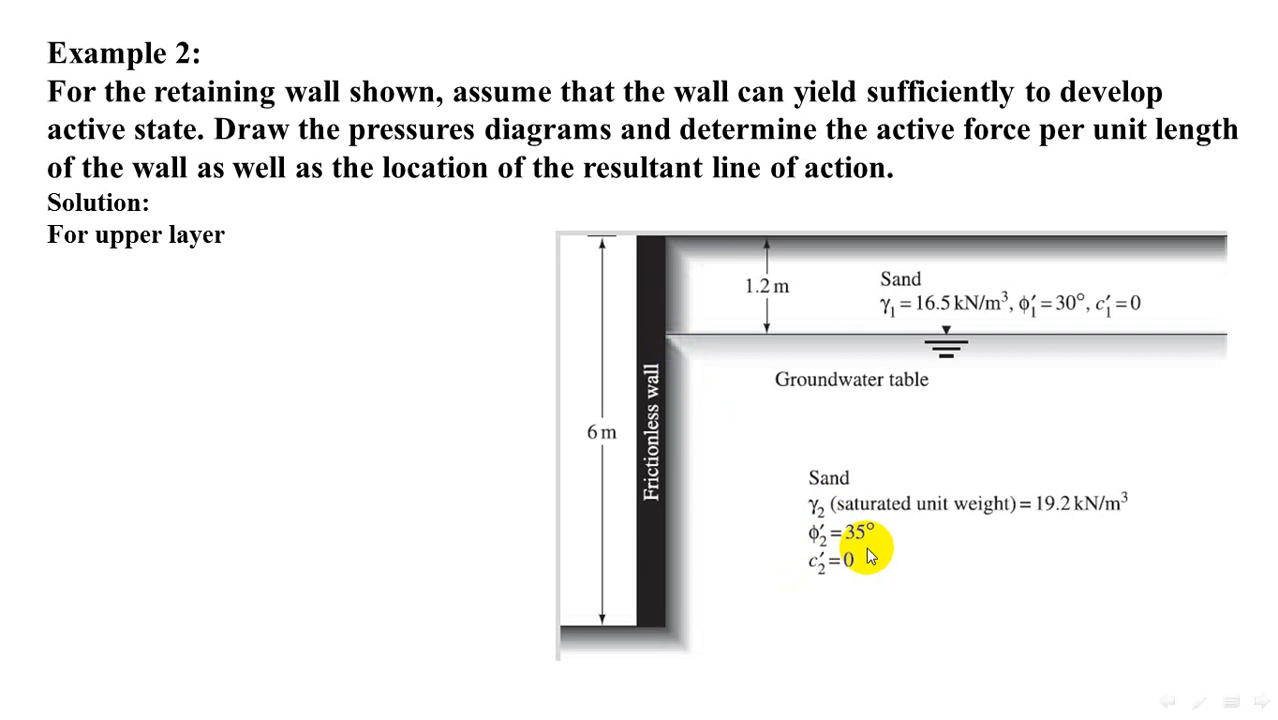 Example 2:
For the retaining wall shown, assume that the wall can yield sufficiently to develop
active state. Draw the pressures diagrams and determine the active force per unit length
of the wall as well as the location of the resultant line of action.
Solution:
For upper layer
1.2 m
Sand
γ₁ = 16.5 kN/m³, ϕ′₁ = 30°, c′₁ = 0
Groundwater table
6 m
Frictionless wall
Sand
γ₂ (saturated unit weight) = 19.2 kN/m³
ϕ′₂ = 35°
c′₂ = 0